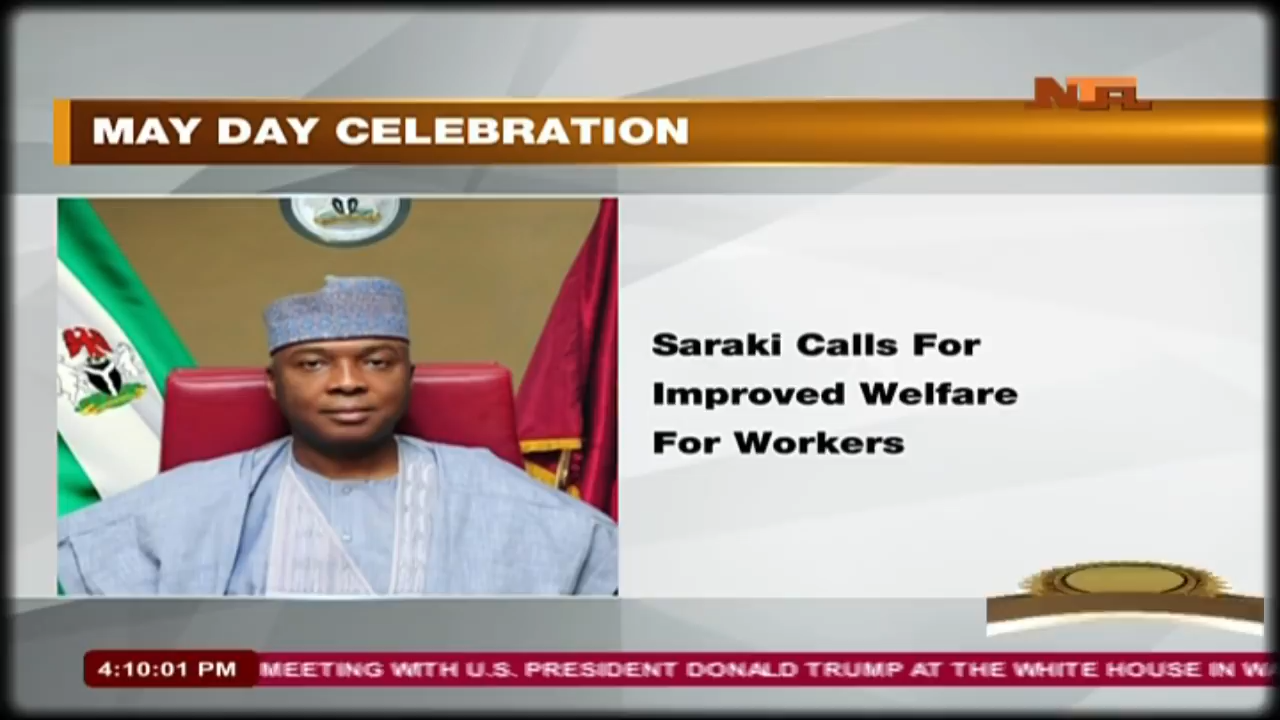 NTA
MAY DAY CELEBRATION
Saraki Calls For
Improved Welfare
For Workers
4:10:01 PM
MEETING WITH U.S. PRESIDENT DONALD TRUMP AT THE WHITE HOUSE IN